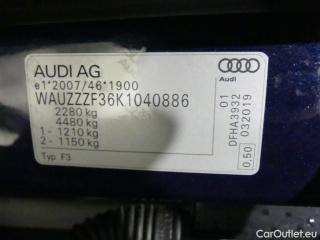 AUDI AG
e1*2007/46*1900
WAUZZZF36K1040886
2280 kg
4480 kg
1- 1210 kg
2- 1150 kg
Typ F3
Audi
01
DFHA3932
032019
0,50
CarOutlet.eu